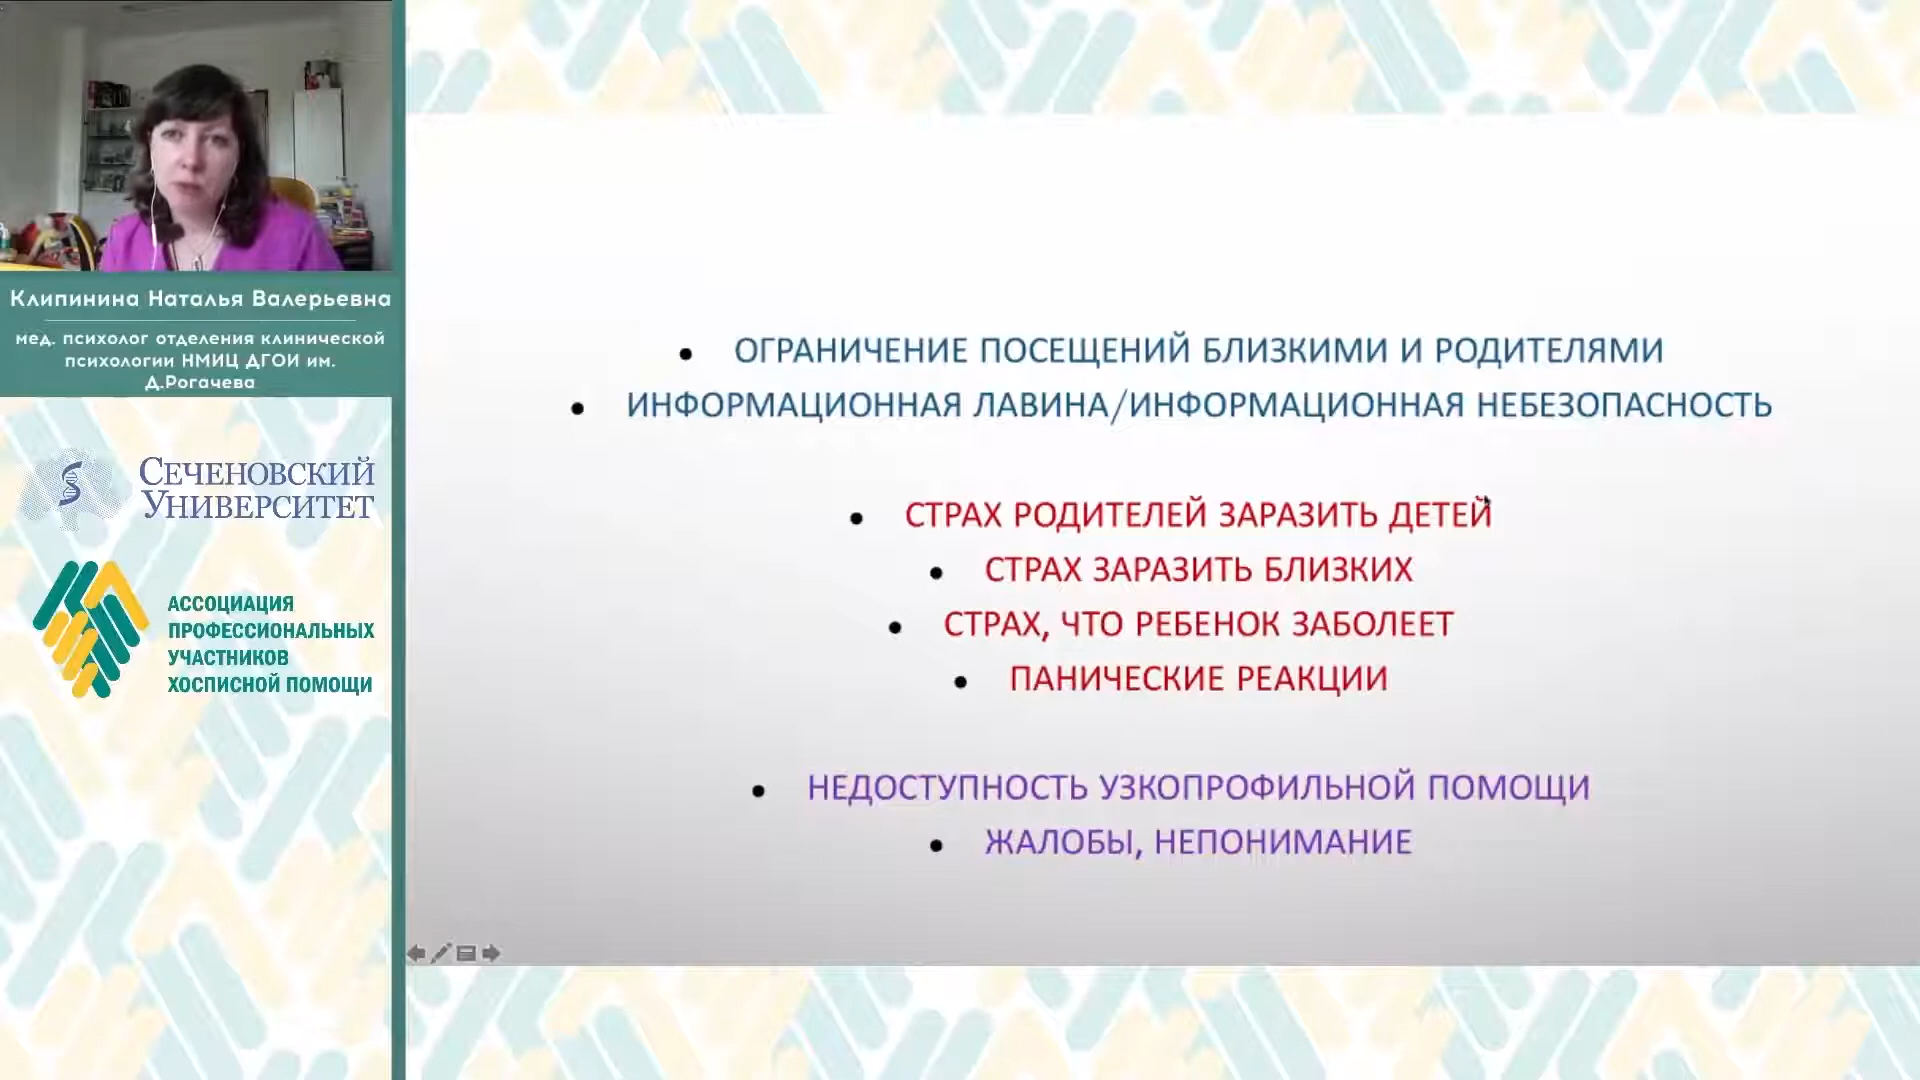 Клипинина Наталья Валерьевна
мед. психолог отделения клинической
психологии НМИЦ ДГОИ им.
Д.Рогачева
СЕЧЕНОВСКИЙ
УНИВЕРСИТЕТ
АССОЦИАЦИЯ
ПРОФЕССИОНАЛЬНЫХ
УЧАСТНИКОВ
ХОСПИСНОЙ ПОМОЩИ
• ОГРАНИЧЕНИЕ ПОСЕЩЕНИЙ БЛИЗКИМИ И РОДИТЕЛЯМИ
• ИНФОРМАЦИОННАЯ ЛАВИНА/ИНФОРМАЦИОННАЯ НЕБЕЗОПАСНОСТЬ
• СТРАХ РОДИТЕЛЕЙ ЗАРАЗИТЬ ДЕТЕЙ
• СТРАХ ЗАРАЗИТЬ БЛИЗКИХ
• СТРАХ, ЧТО РЕБЕНОК ЗАБОЛЕЕТ
• ПАНИЧЕСКИЕ РЕАКЦИИ
• НЕДОСТУПНОСТЬ УЗКОПРОФИЛЬНОЙ ПОМОЩИ
• ЖАЛОБЫ, НЕПОНИМАНИЕ